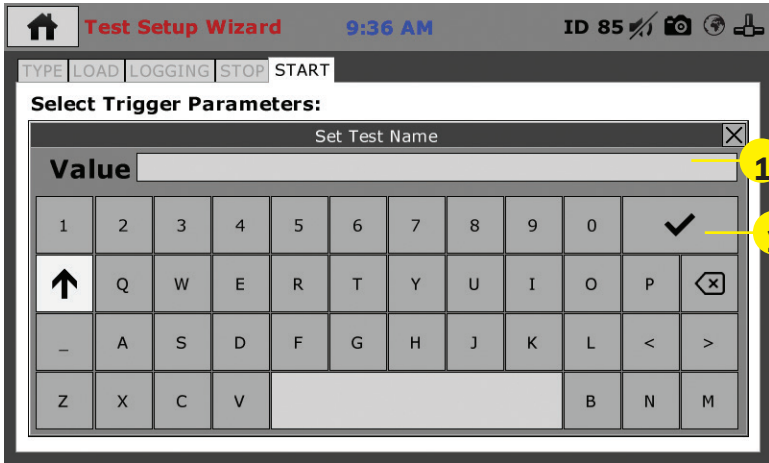 Test Setup Wizard 9:36 AM ID 85
TYPE LOAD LOGGING STOP START
Select Trigger Parameters:
Set Test Name
Value 1
1 2 3 4 5 6 7 8 9 0
Q W E R T Y U I O P
_ A S D F G H J K L < >
Z X C V B N M